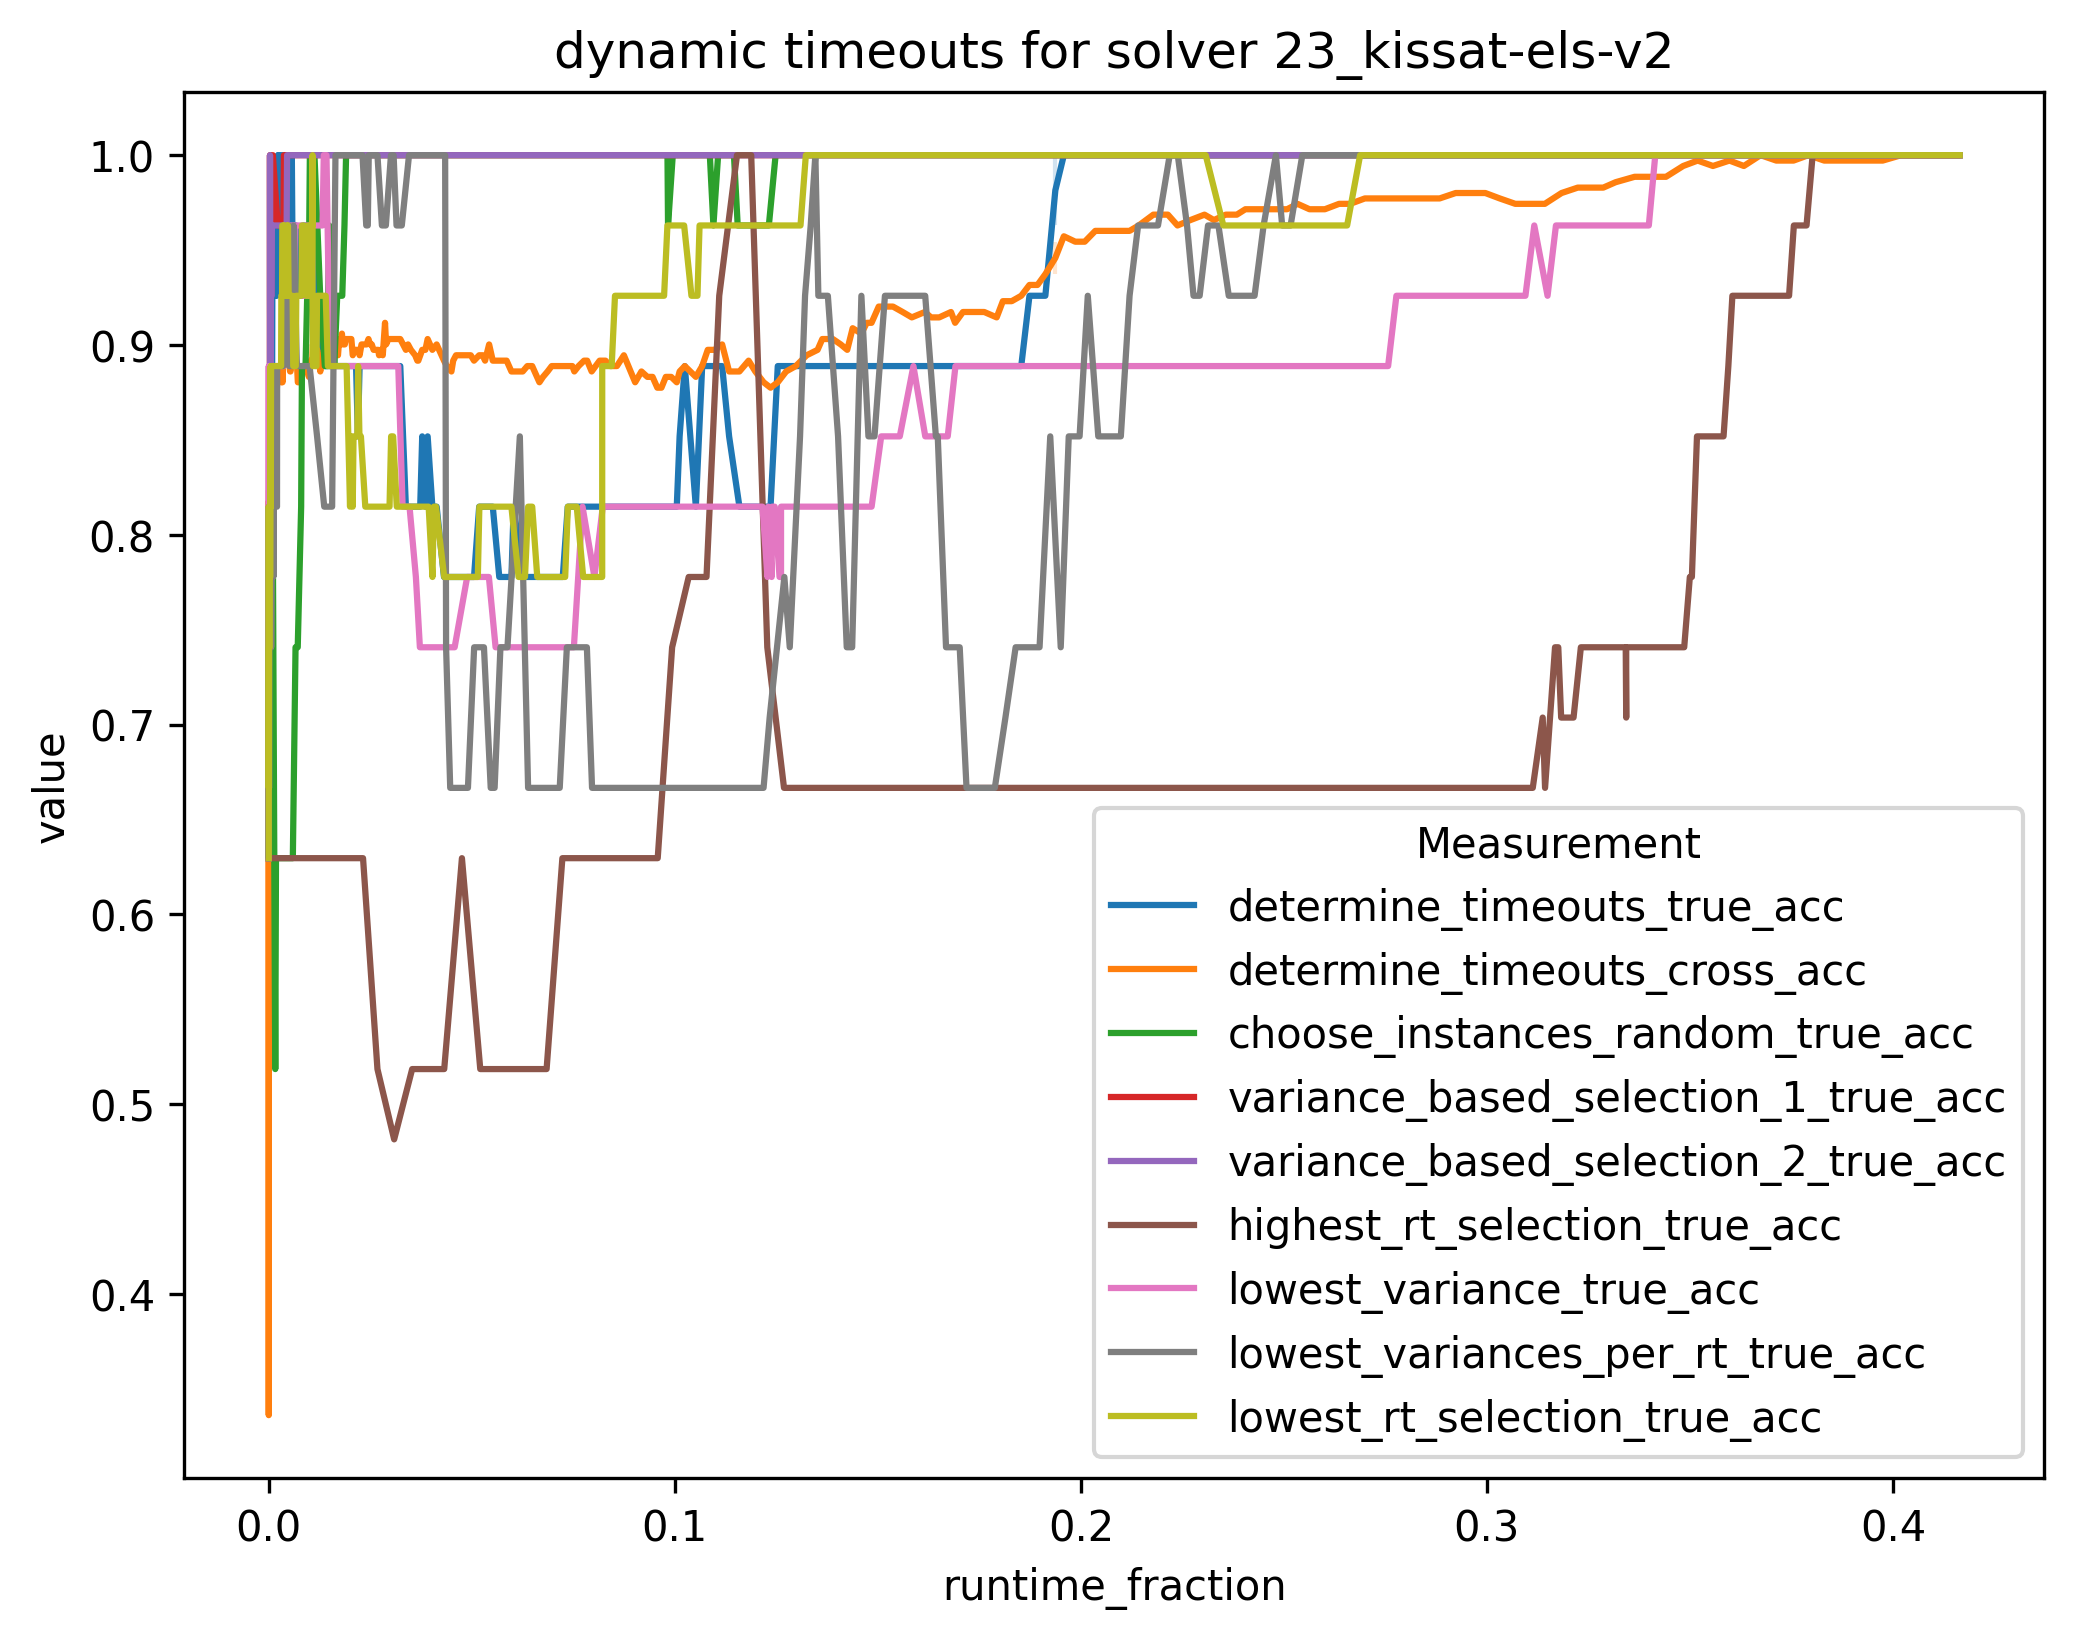 dynamic timeouts for solver 23_kissat-els-v2
value
1.0
0.9
0.8
0.7
0.6
0.5
0.4
Measurement
determine_timeouts_true_acc
determine_timeouts_cross_acc
choose_instances_random_true_acc
variance_based_selection_1_true_acc
variance_based_selection_2_true_acc
highest_rt_selection_true_acc
lowest_variance_true_acc
lowest_variances_per_rt_true_acc
lowest_rt_selection_true_acc
0.0 0.1 0.2 0.3 0.4
runtime_fraction